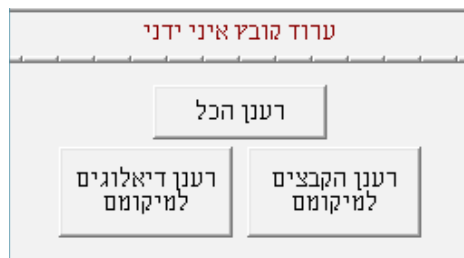 ערוד קובץ איני ידני
רענן הכל
רענן הקבצים
למיקומם
רענן דיאלוגים
למיקומם